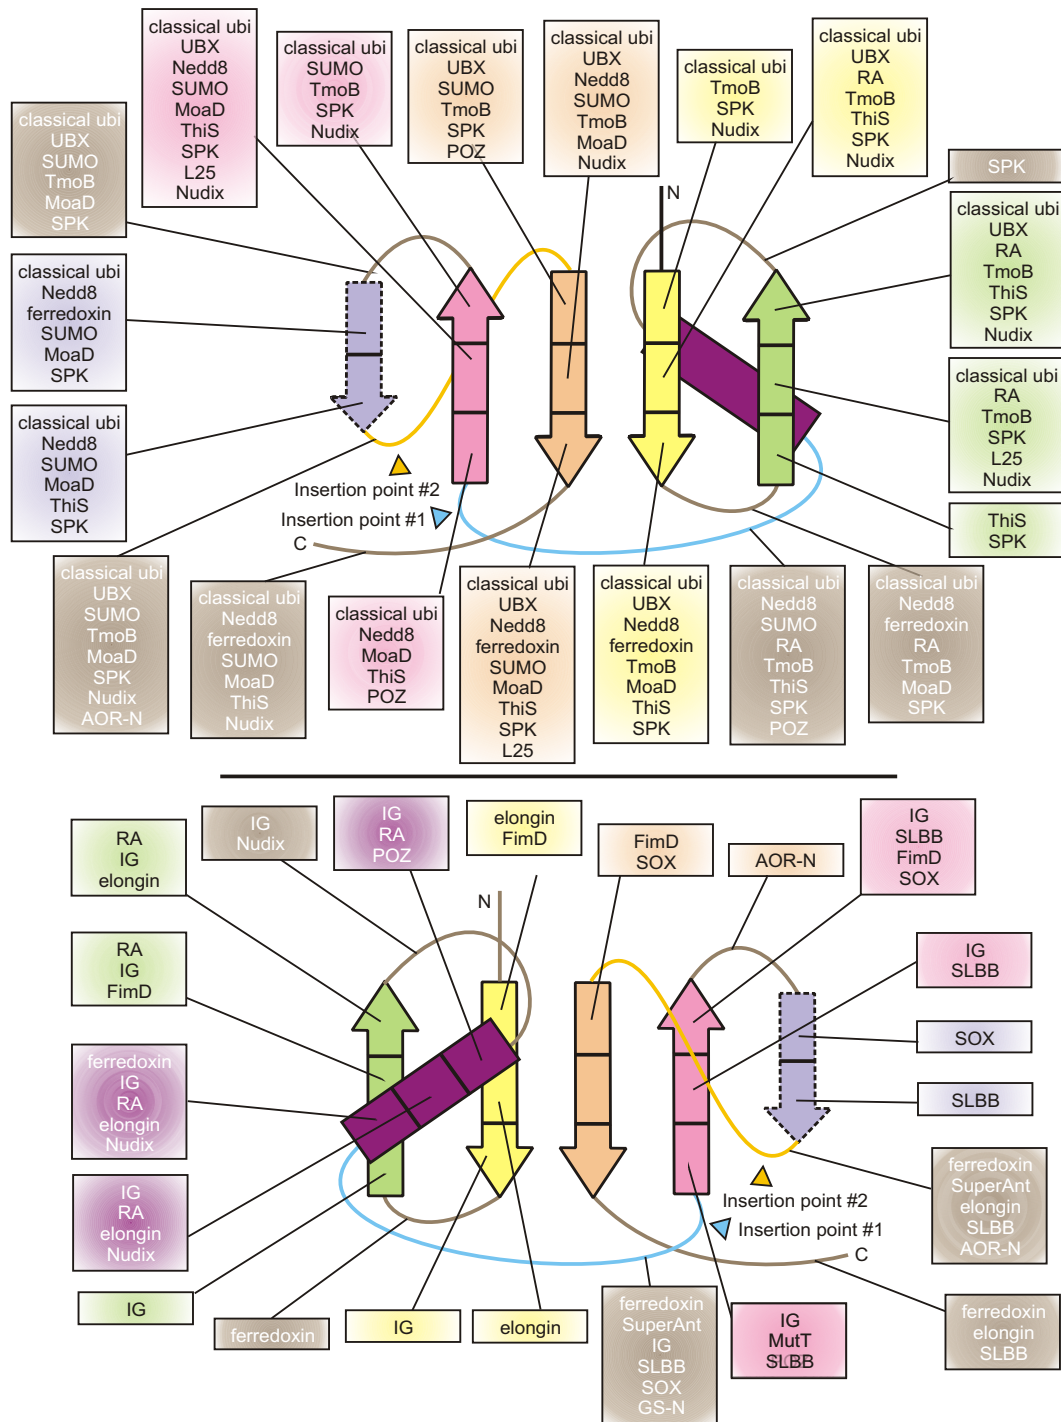 classical ubi
UBX
Nedd8
SUMO
MoaD
ThiS
SPK
L25
Nudix
classical ubi
SUMO
TmoB
SPK
Nudix
classical ubi
UBX
SUMO
TmoB
SPK
POZ
classical ubi
UBX
Nedd8
SUMO
TmoB
MoaD
Nudix
classical ubi
TmoB
SPK
Nudix
classical ubi
UBX
RA
TmoB
ThiS
SPK
Nudix
classical ubi
UBX
SUMO
TmoB
MoaD
SPK
SPK
N
classical ubi
UBX
RA
TmoB
ThiS
SPK
Nudix
classical ubi
Nedd8
ferredoxin
SUMO
MoaD
SPK
classical ubi
RA
TmoB
SPK
L25
Nudix
classical ubi
Nedd8
SUMO
MoaD
ThiS
SPK
Insertion point #2
Insertion point #1
C
ThiS
SPK
classical ubi
UBX
SUMO
TmoB
MoaD
SPK
Nudix
AOR-N
classical ubi
Nedd8
ferredoxin
SUMO
MoaD
ThiS
Nudix
classical ubi
Nedd8
MoaD
ThiS
POZ
classical ubi
UBX
Nedd8
ferredoxin
SUMO
MoaD
ThiS
SPK
L25
classical ubi
UBX
Nedd8
ferredoxin
TmoB
MoaD
ThiS
SPK
classical ubi
Nedd8
SUMO
RA
TmoB
ThiS
SPK
POZ
classical ubi
Nedd8
ferredoxin
RA
TmoB
MoaD
SPK
RA
IG
elongin
IG
Nudix
IG
RA
POZ
elongin
FimD
FimD
SOX
AOR-N
IG
SLBB
FimD
SOX
N
RA
IG
FimD
IG
SLBB
SOX
ferredoxin
IG
RA
elongin
Nudix
SLBB
ferredoxin
SuperAnt
elongin
SLBB
AOR-N
IG
RA
elongin
Nudix
Insertion point #2
Insertion point #1
C
IG
ferredoxin
IG
elongin
ferredoxin
SuperAnt
IG
SLBB
SOX
GS-N
IG
MutT
SLBB
ferredoxin
elongin
SLBB